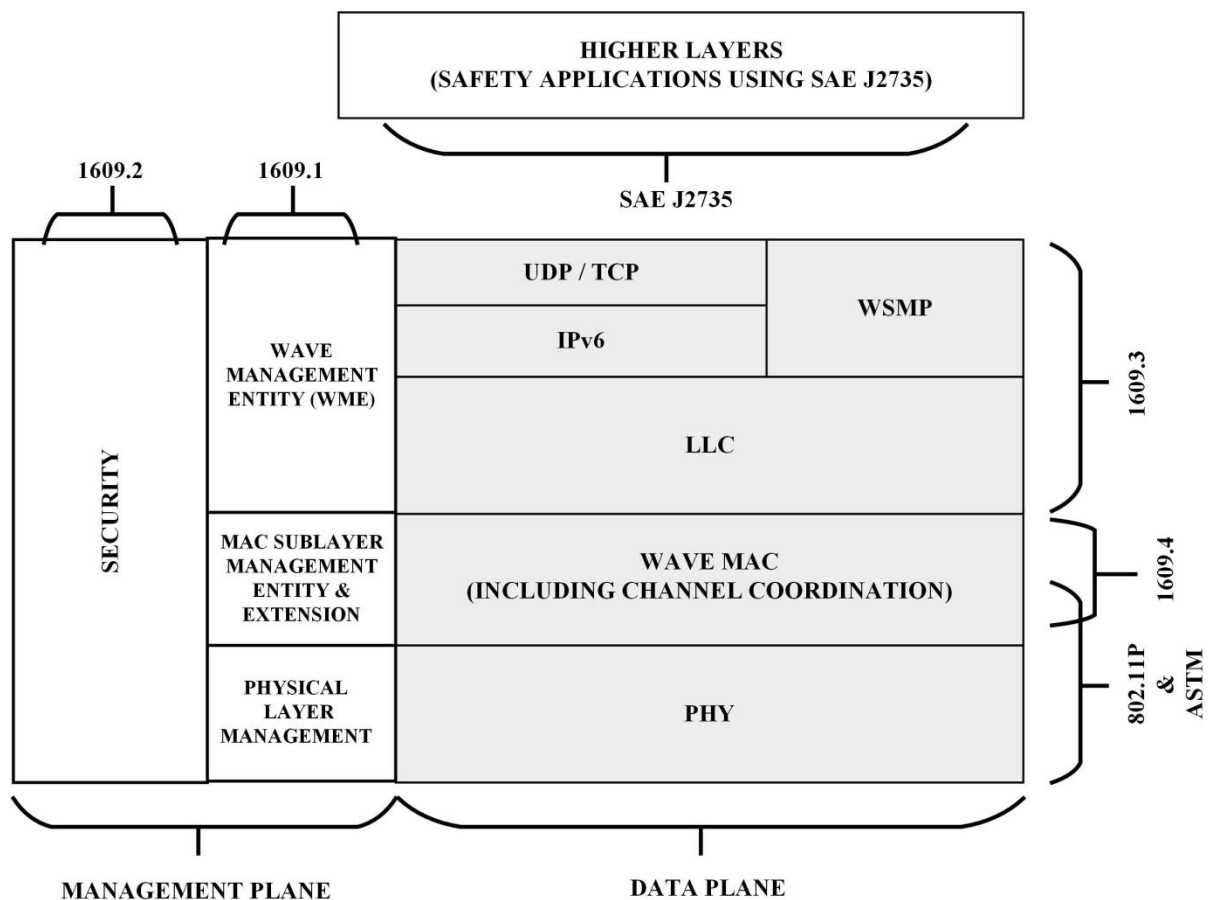 HIGHER LAYERS
(SAFETY APPLICATIONS USING SAE J2735)
1609.2
1609.1
SAE J2735
UDP / TCP
WSMP
IPv6
WAVE
MANAGEMENT
ENTITY (WME)
1609.3
LLC
SECURITY
MAC SUBLAYER
MANAGEMENT
ENTITY &
EXTENSION
WAVE MAC
(INCLUDING CHANNEL COORDINATION)
1609.4
PHYSICAL
LAYER
MANAGEMENT
PHY
802.11P
&
ASTM
MANAGEMENT PLANE
DATA PLANE